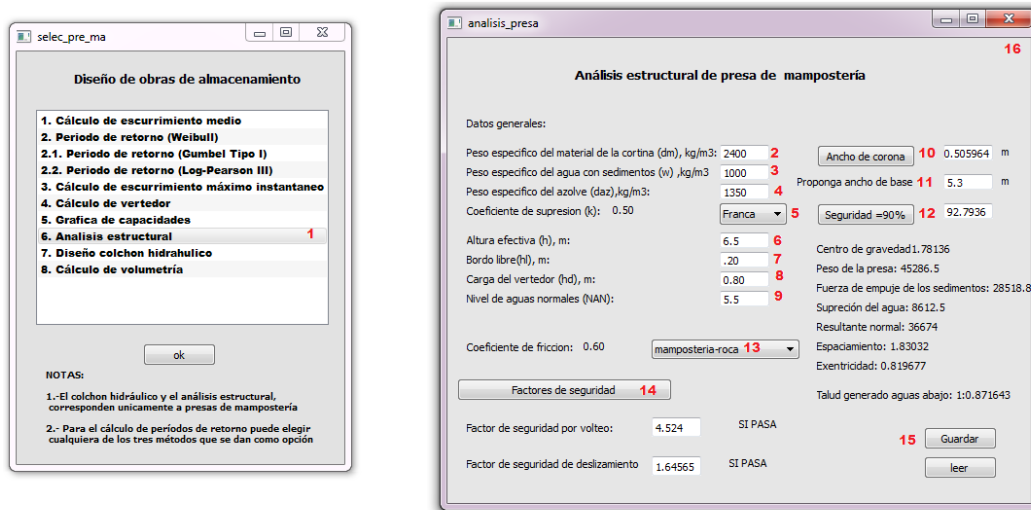 selec_pre_ma
Diseño de obras de almacenamiento
1. Cálculo de escurrimiento medio
2. Periodo de retorno (Weibull)
2.1. Periodo de retorno (Gumbel Tipo I)
2.2. Periodo de retorno (Log-Pearson III)
3. Cálculo de escurrimiento máximo instantaneo
4. Cálculo de vertedor
5. Grafica de capacidades
6. Analisis estructural 1
7. Diseño colchon hidrahulico
8. Cálculo de volumetría
ok
NOTAS:
1.-El colchon hidráulico y el análisis estructural,
corresponden unicamente a presas de mampostería
2.- Para el cálculo de períodos de retorno puede elegir
cualquiera de los tres métodos que se dan como opción
analisis_presa
16
Análisis estructural de presa de mampostería
Datos generales:
Peso especifico del material de la cortina (dm), kg/m3: 2400 2
Peso especifico del agua con sedimentos (w) ,kg/m3 1000 3
Peso especifico del azolve (daz),kg/m3: 1350 4
Coeficiente de supresion (k): 0.50 Franca 5
Altura efectiva (h), m: 6.5 6
Bordo libre(hl), m: .20 7
Carga del vertedor (hd), m: 0.80 8
Nivel de aguas normales (NAN): 5.5 9
Ancho de corona 10 0.505964 m
Proponga ancho de base 11 5.3 m
Seguridad =90% 12 92.7936
Centro de gravedad1.78136
Peso de la presa: 45286.5
Fuerza de empuje de los sedimentos: 28518.8
Supreción del agua: 8612.5
Resultante normal: 36674
Espaciamiento: 1.83032
Exentricidad: 0.819677
Talud generado aguas abajo: 1:0.871643
Coeficiente de friccion: 0.60 mamposteria-roca 13
Factores de seguridad 14
Factor de seguridad por volteo: 4.524 SI PASA
Factor de seguridad de deslizamiento 1.64565 SI PASA
15 Guardar
leer